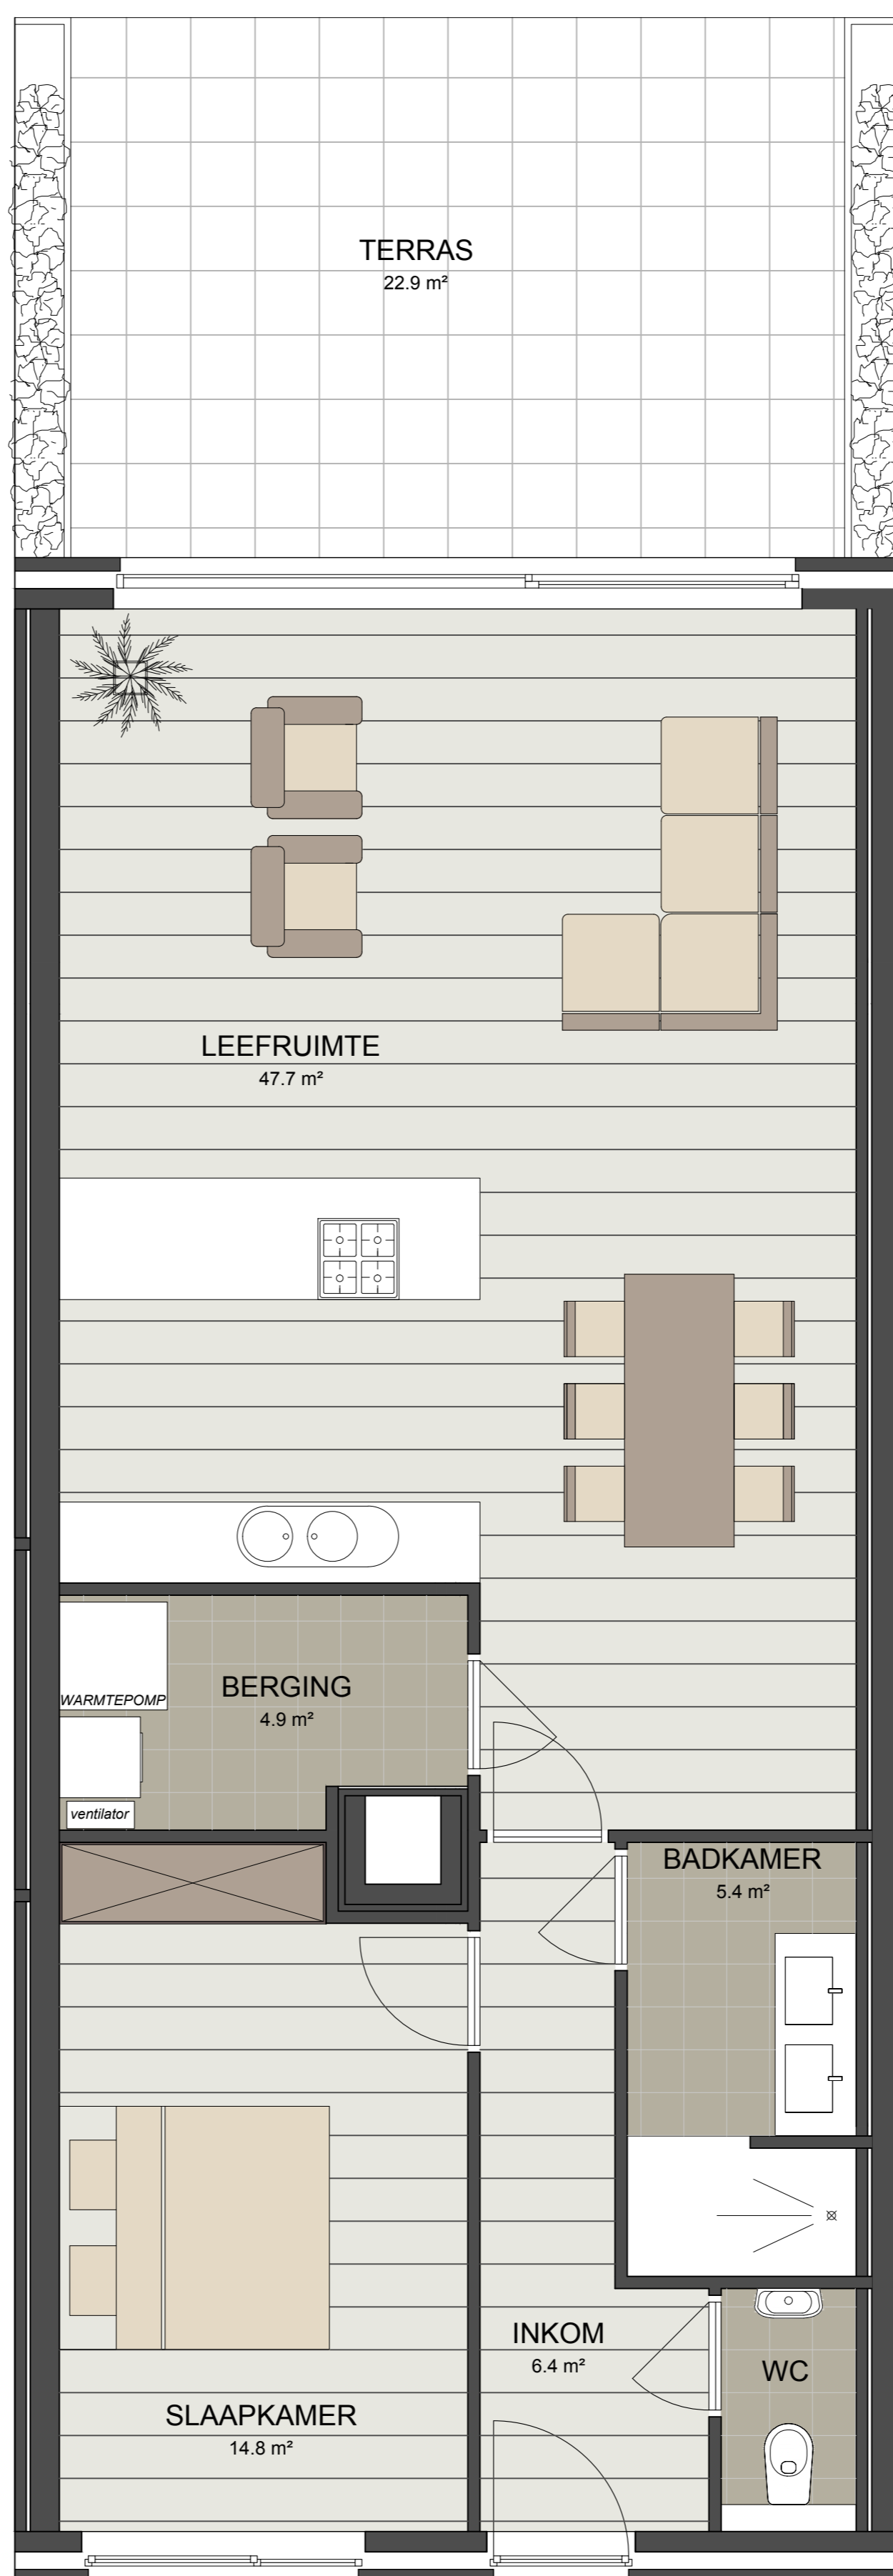 TERRAS
22.9 m²
LEEFRUIMTE
47.7 m²
BERGING
4.9 m²
WARMTEPOMP
ventilator
BADKAMER
5.4 m²
INKOM
6.4 m²
WC
SLAAPKAMER
14.8 m²